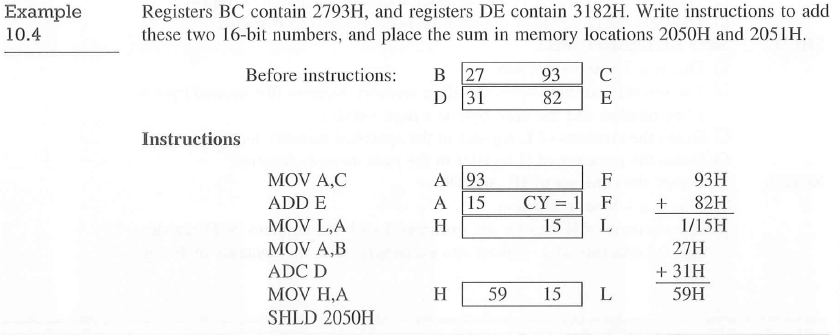 Example Registers BC contain 2793H, and registers DE contain 3182H. Write instructions to add
10.4 these two 16-bit numbers, and place the sum in memory locations 2050H and 2051H.
Before instructions: B 27 93 C
D 31 82 E
Instructions
MOV A,C A 93 F 93H
ADD E A 15 CY = 1 F + 82H
MOV L,A H 15 L 1/15H
MOV A,B 27H
ADC D + 31H
MOV H,A H 59 15 L 59H
SHLD 2050H